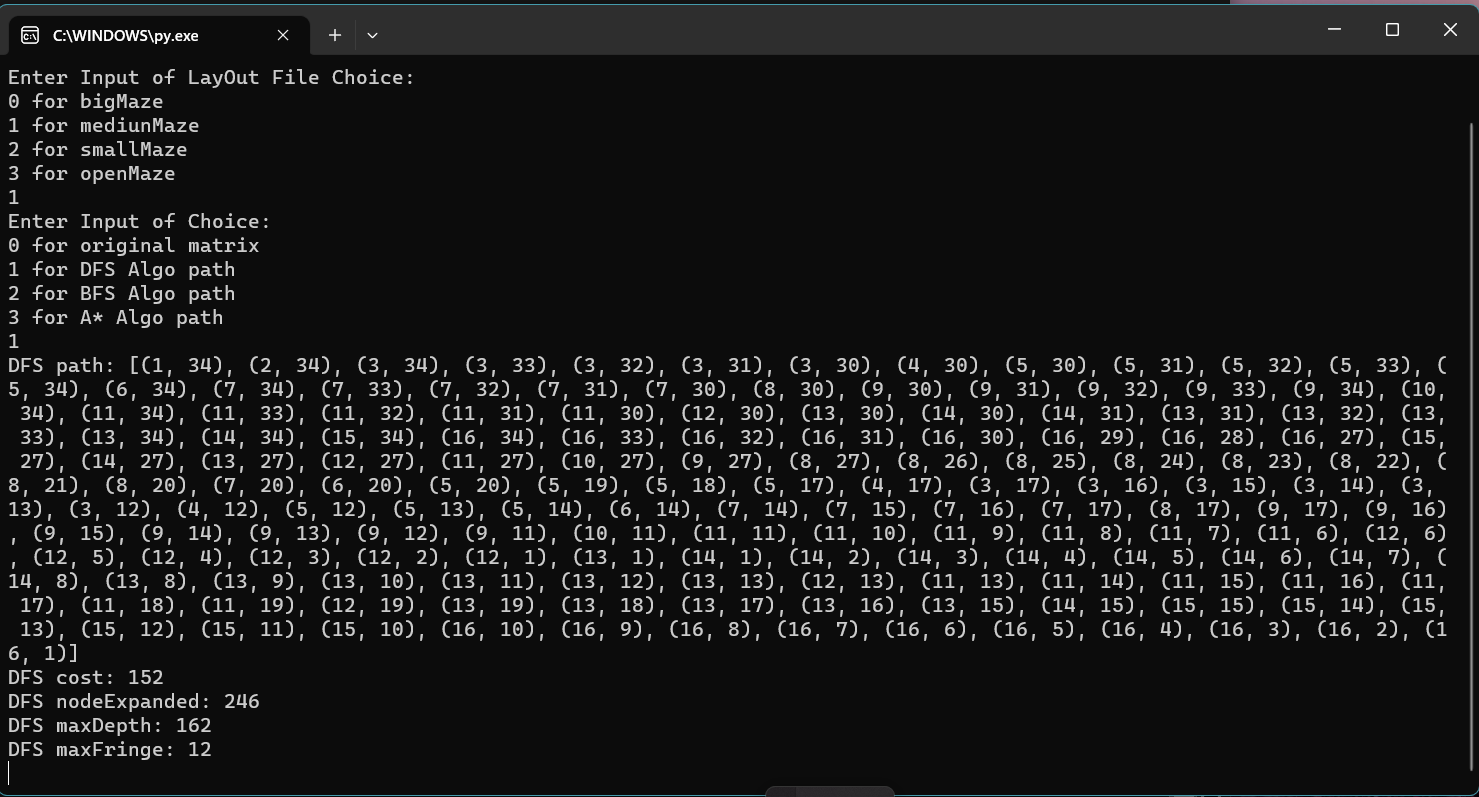 C:\WINDOWS\py.exe
Enter Input of LayOut File Choice:
0 for bigMaze
1 for mediunMaze
2 for smallMaze
3 for openMaze
1
Enter Input of Choice:
0 for original matrix
1 for DFS Algo path
2 for BFS Algo path
3 for A* Algo path
1
DFS path: [(1, 34), (2, 34), (3, 34), (3, 33), (3, 32), (3, 31), (3, 30), (4, 30), (5, 30), (5, 31), (5, 32), (5, 33), (
5, 34), (6, 34), (7, 34), (7, 33), (7, 32), (7, 31), (7, 30), (8, 30), (9, 30), (9, 31), (9, 32), (9, 33), (9, 34), (10,
 34), (11, 34), (11, 33), (11, 32), (11, 31), (11, 30), (12, 30), (13, 30), (14, 30), (14, 31), (13, 31), (13, 32), (13,
 33), (13, 34), (14, 34), (15, 34), (16, 34), (16, 33), (16, 32), (16, 31), (16, 30), (16, 29), (16, 28), (16, 27), (15,
 27), (14, 27), (13, 27), (12, 27), (11, 27), (10, 27), (9, 27), (8, 27), (8, 26), (8, 25), (8, 24), (8, 23), (8, 22), (
8, 21), (8, 20), (7, 20), (6, 20), (5, 20), (5, 19), (5, 18), (5, 17), (4, 17), (3, 17), (3, 16), (3, 15), (3, 14), (3,
13), (3, 12), (4, 12), (5, 12), (5, 13), (5, 14), (6, 14), (7, 14), (7, 15), (7, 16), (7, 17), (8, 17), (9, 17), (9, 16)
, (9, 15), (9, 14), (9, 13), (9, 12), (9, 11), (10, 11), (11, 11), (11, 10), (11, 9), (11, 8), (11, 7), (11, 6), (12, 6)
, (12, 5), (12, 4), (12, 3), (12, 2), (12, 1), (13, 1), (14, 1), (14, 2), (14, 3), (14, 4), (14, 5), (14, 6), (14, 7), (
14, 8), (13, 8), (13, 9), (13, 10), (13, 11), (13, 12), (13, 13), (12, 13), (11, 13), (11, 14), (11, 15), (11, 16), (11,
 17), (11, 18), (11, 19), (12, 19), (13, 19), (13, 18), (13, 17), (13, 16), (13, 15), (14, 15), (15, 15), (15, 14), (15,
 13), (15, 12), (15, 11), (15, 10), (16, 10), (16, 9), (16, 8), (16, 7), (16, 6), (16, 5), (16, 4), (16, 3), (16, 2), (1
6, 1)]
DFS cost: 152
DFS nodeExpanded: 246
DFS maxDepth: 162
DFS maxFringe: 12